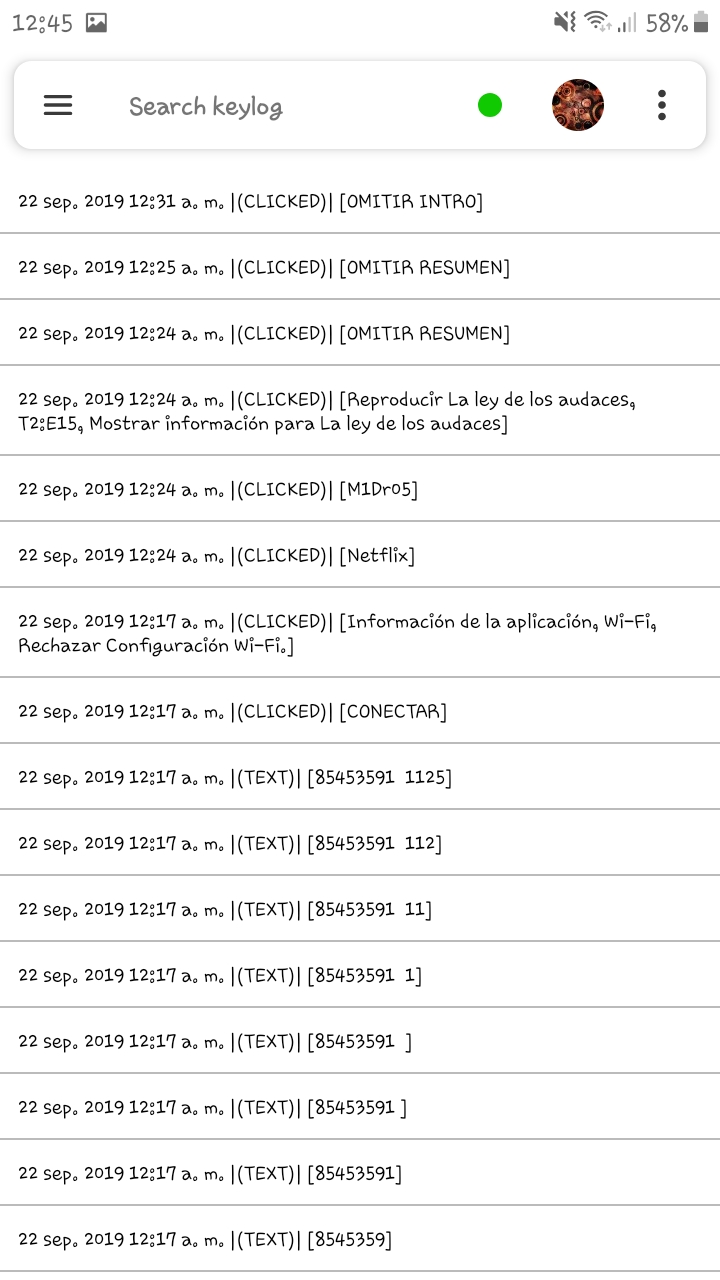 12:45 58%
Search keylog
22 sep. 2019 12:31 a. m. |(CLICKED)| [OMITIR INTRO]
22 sep. 2019 12:25 a. m. |(CLICKED)| [OMITIR RESUMEN]
22 sep. 2019 12:24 a. m. |(CLICKED)| [OMITIR RESUMEN]
22 sep. 2019 12:24 a. m. |(CLICKED)| [Reproducir La ley de los audaces,
T2:E15, Mostrar información para La ley de los audaces]
22 sep. 2019 12:24 a. m. |(CLICKED)| [M1Dr05]
22 sep. 2019 12:24 a. m. |(CLICKED)| [Netflix]
22 sep. 2019 12:17 a. m. |(CLICKED)| [Información de la aplicación, Wi-Fi,
Rechazar Configuración Wi-Fi.]
22 sep. 2019 12:17 a. m. |(CLICKED)| [CONECTAR]
22 sep. 2019 12:17 a. m. |(TEXT)| [85453591  1125]
22 sep. 2019 12:17 a. m. |(TEXT)| [85453591  112]
22 sep. 2019 12:17 a. m. |(TEXT)| [85453591  11]
22 sep. 2019 12:17 a. m. |(TEXT)| [85453591  1]
22 sep. 2019 12:17 a. m. |(TEXT)| [85453591  ]
22 sep. 2019 12:17 a. m. |(TEXT)| [85453591 ]
22 sep. 2019 12:17 a. m. |(TEXT)| [85453591]
22 sep. 2019 12:17 a. m. |(TEXT)| [8545359]